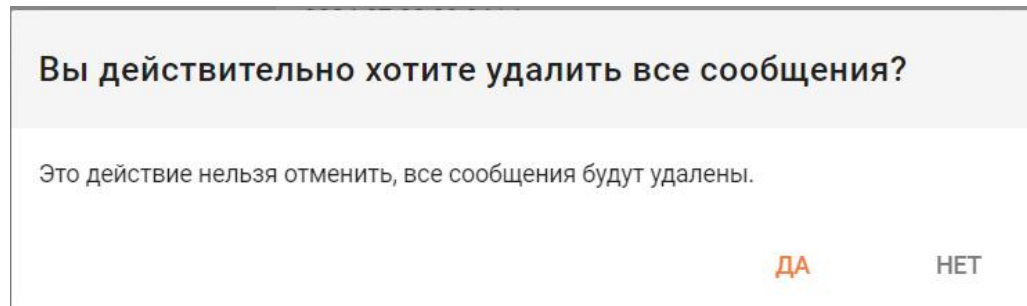 Вы действительно хотите удалить все сообщения?
Это действие нельзя отменить, все сообщения будут удалены.
ДА НЕТ